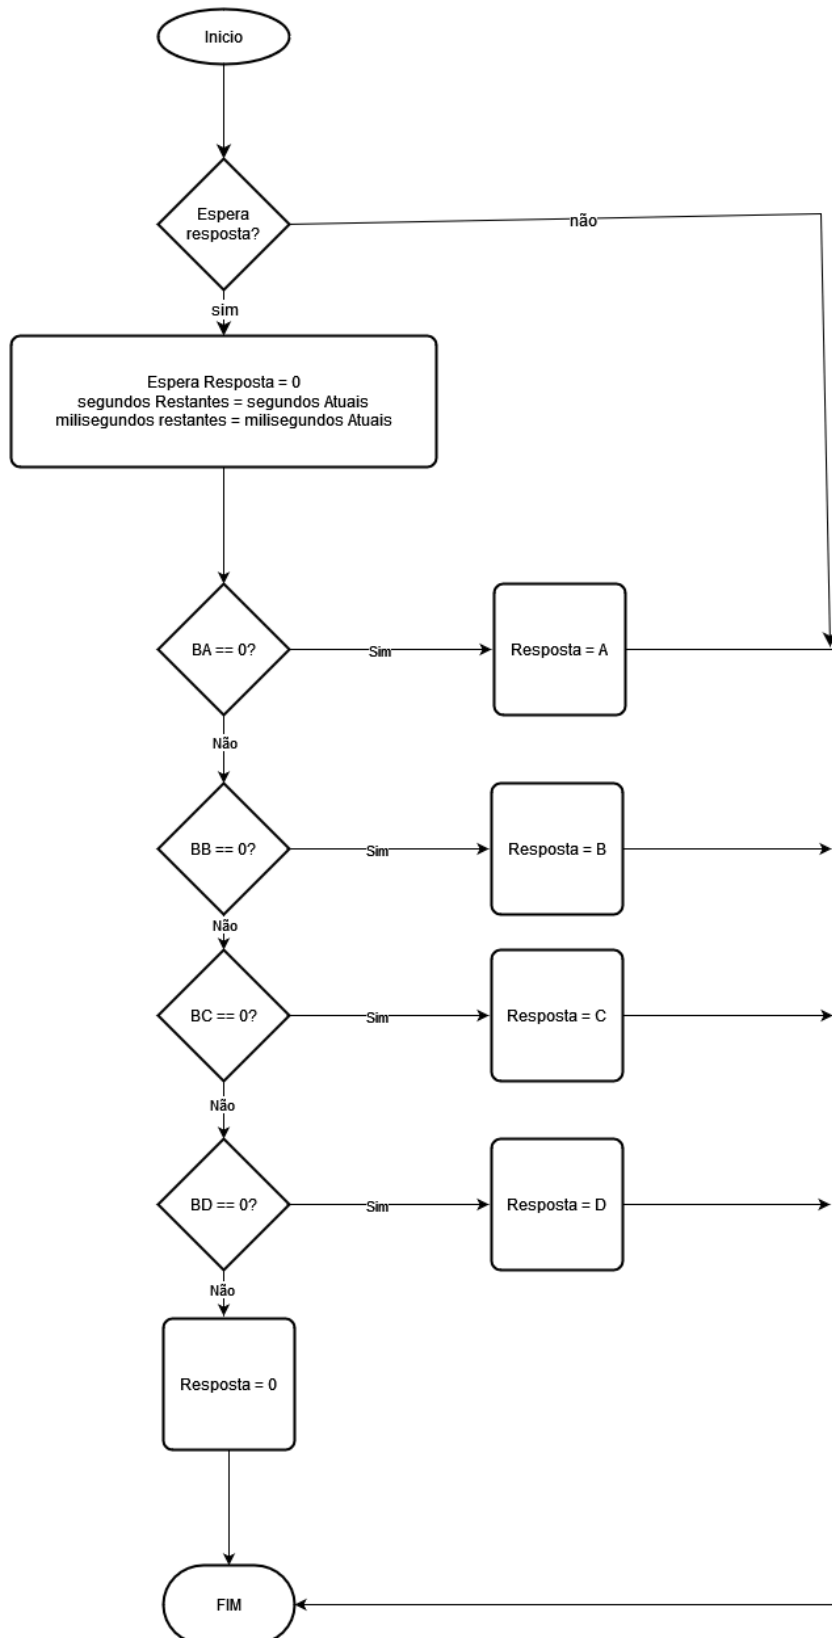 Inicio
Espera
resposta?
não
sim
Espera Resposta = 0
segundos Restantes = segundos Atuais
milisegundos restantes = milisegundos Atuais
BA == 0?
Sim
Resposta = A
Não
BB == 0?
Sim
Resposta = B
Não
BC == 0?
Sim
Resposta = C
Não
BD == 0?
Sim
Resposta = D
Não
Resposta = 0
FIM